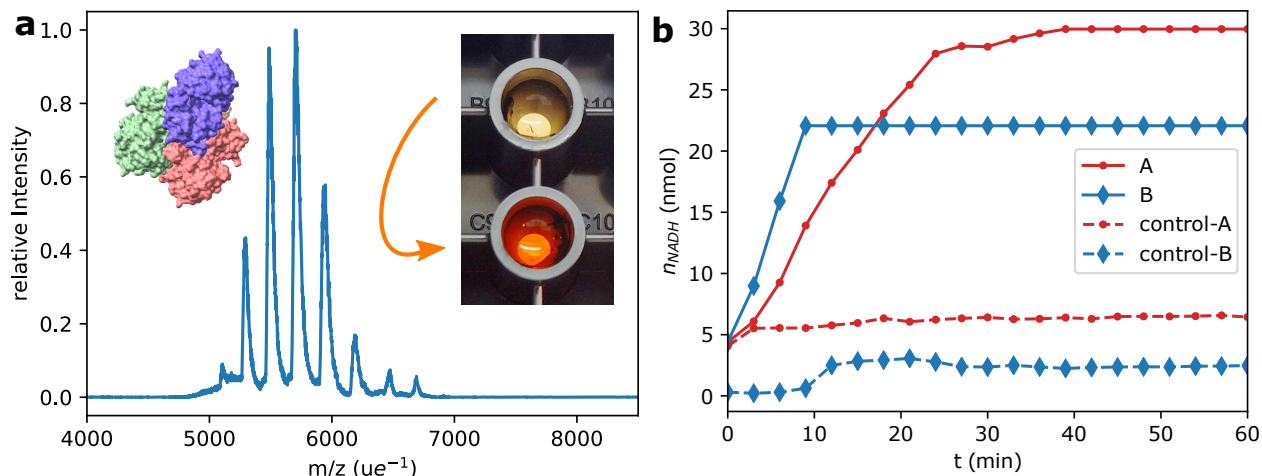 a
1.0
0.8
0.6
0.4
0.2
0.0
relative Intensity
4000 5000 6000 7000 8000
m/z (ue⁻¹)
C10
b
30
25
20
15
10
5
0
n_NADH (nmol)
A
B
control-A
control-B
0 10 20 30 40 50 60
t (min)